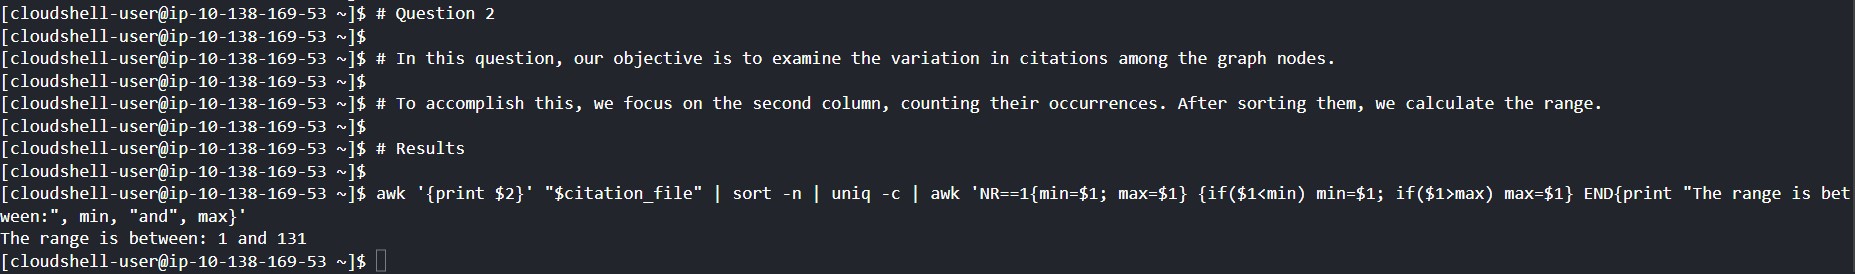 [cloudshell-user@ip-10-138-169-53 ~]$ # Question 2
[cloudshell-user@ip-10-138-169-53 ~]$
[cloudshell-user@ip-10-138-169-53 ~]$ # In this question, our objective is to examine the variation in citations among the graph nodes.
[cloudshell-user@ip-10-138-169-53 ~]$
[cloudshell-user@ip-10-138-169-53 ~]$ # To accomplish this, we focus on the second column, counting their occurrences. After sorting them, we calculate the range.
[cloudshell-user@ip-10-138-169-53 ~]$
[cloudshell-user@ip-10-138-169-53 ~]$ # Results
[cloudshell-user@ip-10-138-169-53 ~]$
[cloudshell-user@ip-10-138-169-53 ~]$ awk '{print $2}' "$citation_file" | sort -n | uniq -c | awk 'NR==1{min=$1; max=$1} {if($1<min) min=$1; if($1>max) max=$1} END{print "The range is bet
ween:", min, "and", max}'
The range is between: 1 and 131
[cloudshell-user@ip-10-138-169-53 ~]$